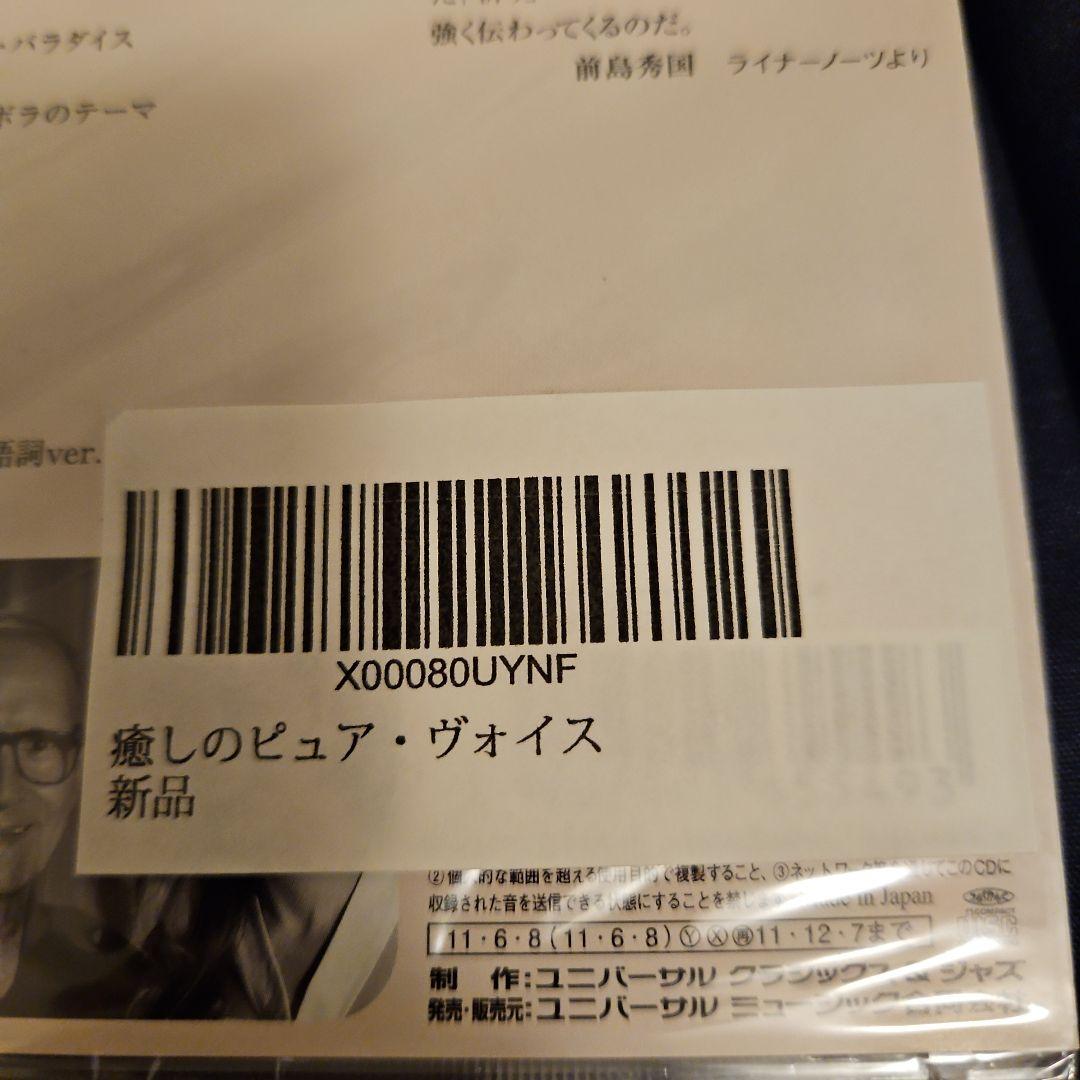 ・パラダイス
強く伝わってくるのだ。
前島秀国 ライナーノーツより
ボラのテーマ
語詞ver.
X00080UYNF
癒しのピュア・ヴォイス
新品
②個人的な範囲を超える使用目的で複製すること、③ネットワーク等を通じてこのCDに
収録された音を送信できる状態にすることを禁じます。Made in Japan
11・6・8(11・6・8)Ⓨ Ⓧ 再11・12・7まで
制 作:ユニバーサル クラシックス&ジャズ
発売・販売元:ユニバーサル ミュージック合同会社